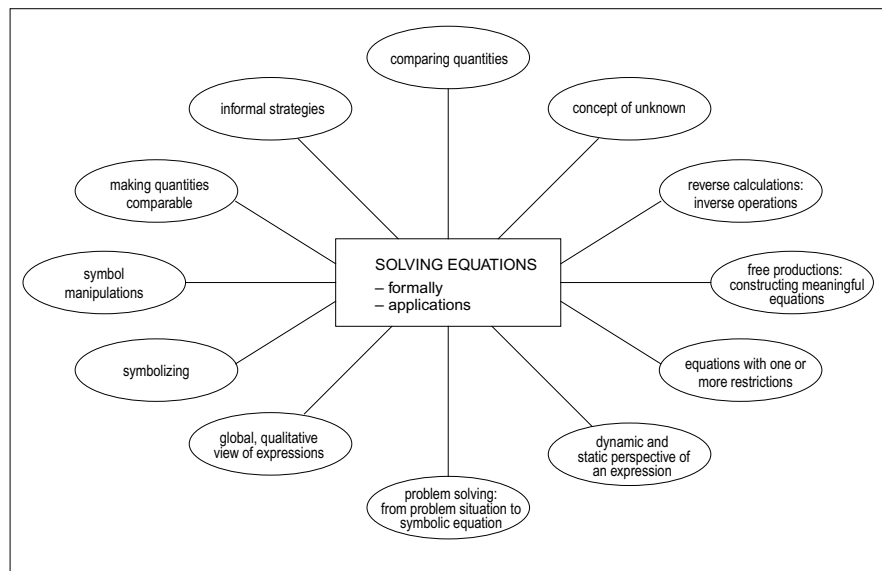 comparing quantities
informal strategies
concept of unknown
making quantities
comparable
reverse calculations:
inverse operations
SOLVING EQUATIONS
– formally
– applications
symbol
manipulations
free productions:
constructing meaningful
equations
symbolizing
equations with one or
more restrictions
global, qualitative
view of expressions
dynamic and
static perspective of
an expression
problem solving:
from problem situation to
symbolic equation